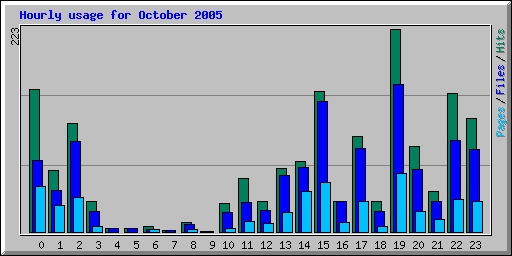 Hourly usage for October 2005
223
Pages/Files/Hits
0 1 2 3 4 5 6 7 8 9 10 11 12 13 14 15 16 17 18 19 20 21 22 23